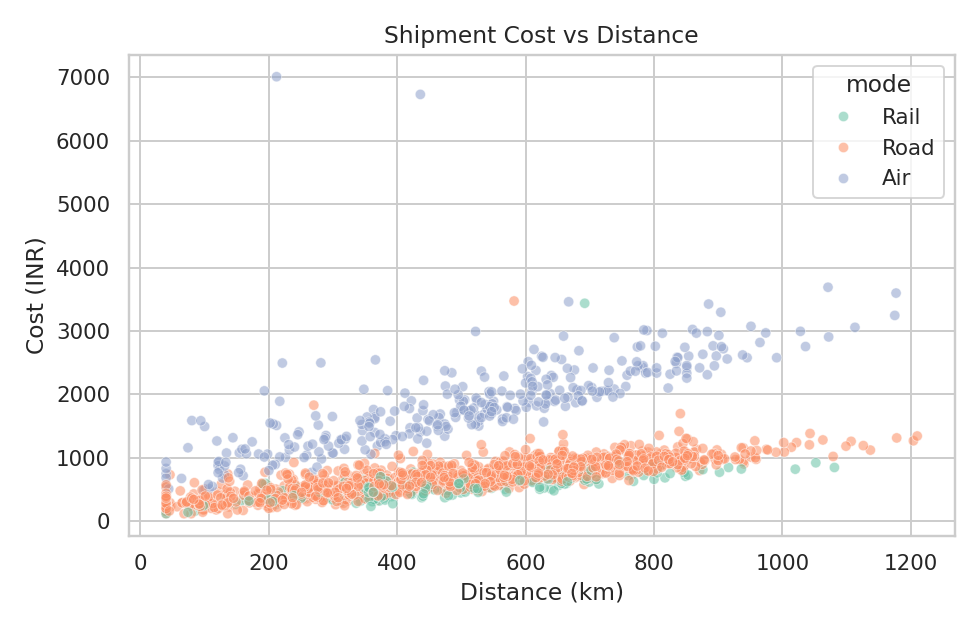 Shipment Cost vs Distance
Cost (INR)
7000
6000
5000
4000
3000
2000
1000
0
mode
Rail
Road
Air
0 200 400 600 800 1000 1200
Distance (km)